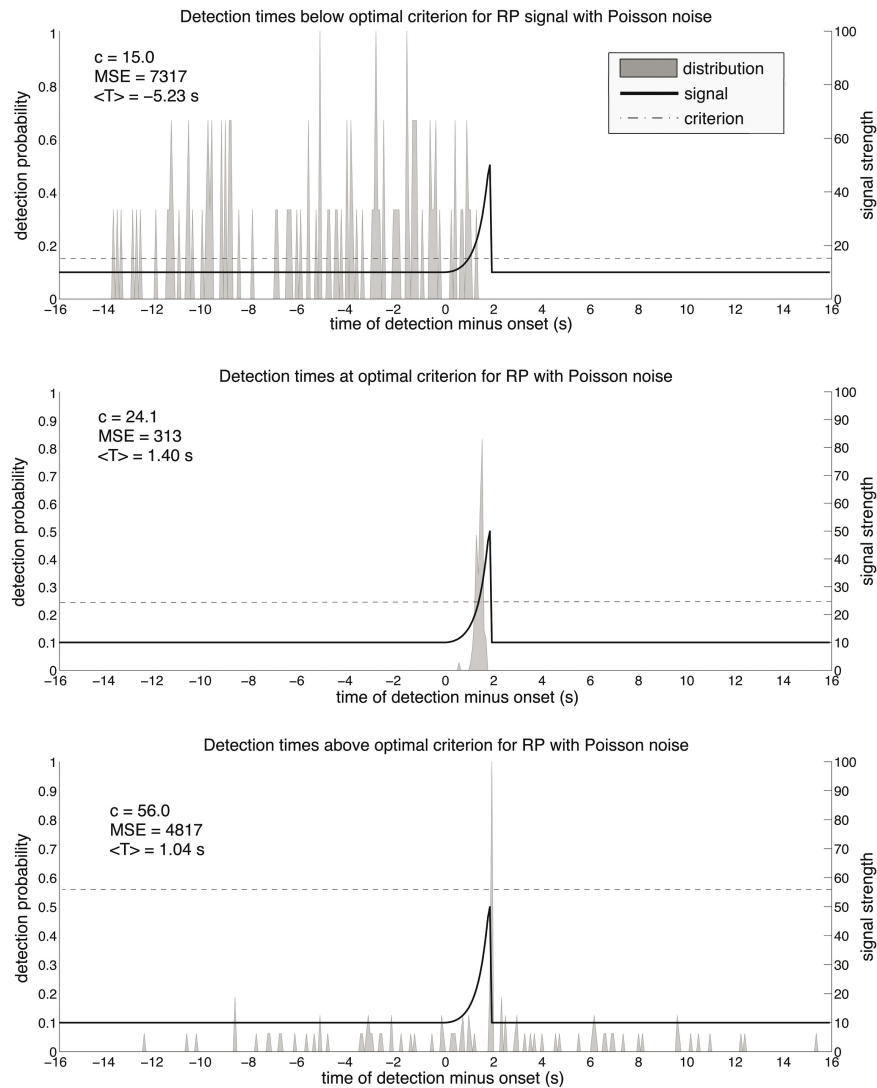 Detection times below optimal criterion for RP signal with Poisson noise
c = 15.0
MSE = 7317
<T> = −5.23 s
distribution
signal
criterion
detection probability
signal strength
1
0.8
0.6
0.4
0.2
0
100
80
60
40
20
0
−16 −14 −12 −10 −8 −6 −4 −2 0 2 4 6 8 10 12 14 16
time of detection minus onset (s)
Detection times at optimal criterion for RP with Poisson noise
c = 24.1
MSE = 313
<T> = 1.40 s
detection probability
signal strength
1
0.9
0.8
0.7
0.6
0.5
0.4
0.3
0.2
0.1
0
100
90
80
70
60
50
40
30
20
10
0
−16 −14 −12 −10 −8 −6 −4 −2 0 2 4 6 8 10 12 14 16
time of detection minus onset (s)
Detection times above optimal criterion for RP with Poisson noise
c = 56.0
MSE = 4817
<T> = 1.04 s
detection probability
signal strength
1
0.9
0.8
0.7
0.6
0.5
0.4
0.3
0.2
0.1
0
100
90
80
70
60
50
40
30
20
10
0
−16 −14 −12 −10 −8 −6 −4 −2 0 2 4 6 8 10 12 14 16
time of detection minus onset (s)